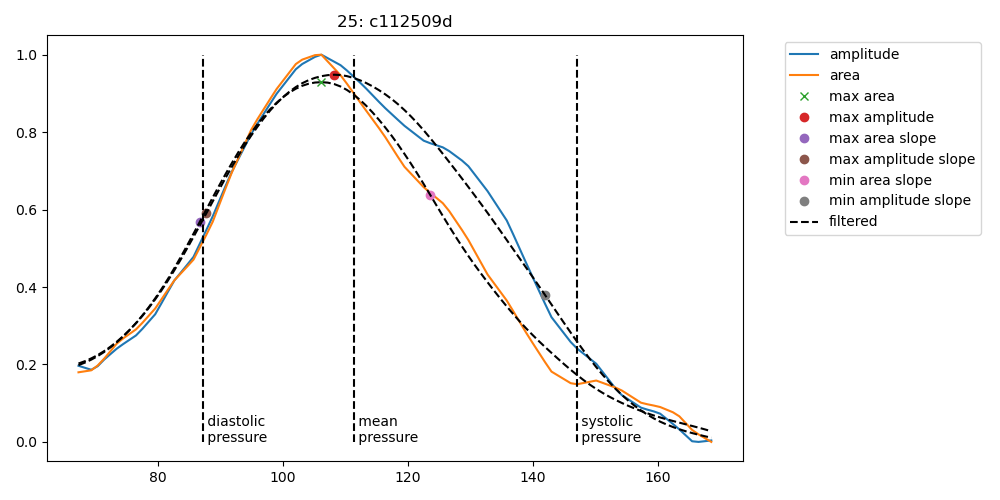 25: c112509d
1.0
0.8
0.6
0.4
0.2
0.0
80
100
120
140
160
diastolic
pressure
mean
pressure
systolic
pressure
amplitude
area
max area
max amplitude
max area slope
max amplitude slope
min area slope
min amplitude slope
filtered